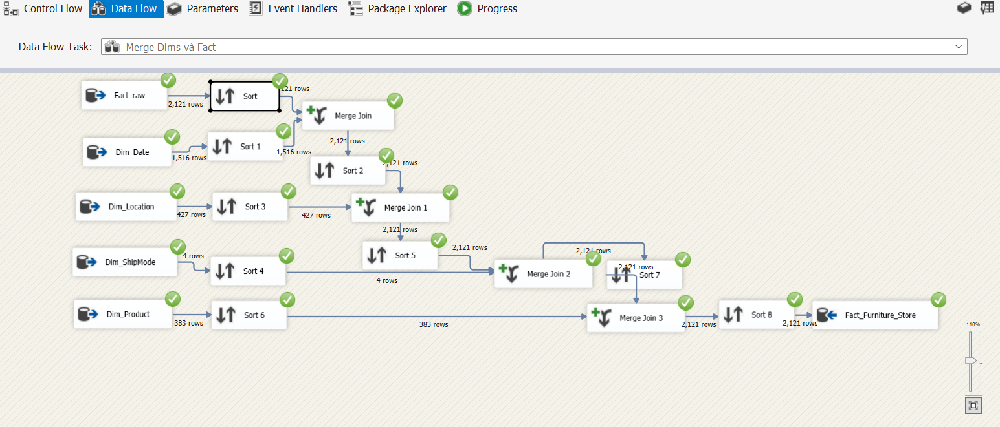 Control Flow Data Flow Parameters Event Handlers Package Explorer Progress
Data Flow Task: Merge Dims và Fact
Fact_raw
2,121 rows
Sort
121 rows
Merge Join
2,121 rows
Dim_Date
1,516 rows
Sort 1
1,516 rows
Sort 2
2,121 rows
Dim_Location
427 rows
Sort 3
427 rows
Merge Join 1
2,121 rows
Sort 5
2,121 rows
Dim_ShipMode
4 rows
Sort 4
4 rows
Merge Join 2
2,121 rows
Sort 7
2,121 rows
Dim_Product
383 rows
Sort 6
383 rows
Merge Join 3
2,121 rows
Sort 8
2,121 rows
Fact_Furniture_Store
110%